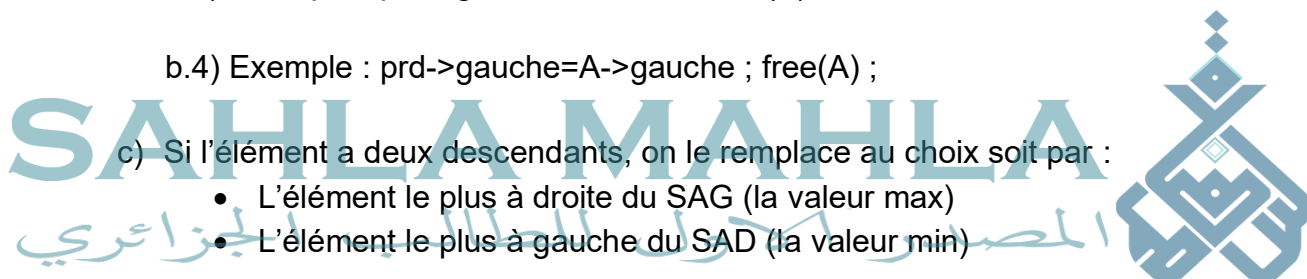 b.4) Exemple : prd->gauche=A->gauche ; free(A) ;
SAHLA MAHLA
c) Si l’élément a deux descendants, on le remplace au choix soit par :
• L’élément le plus à droite du SAG (la valeur max)
• L’élément le plus à gauche du SAD (la valeur min)
المصدر الاول للطالب الجزائري